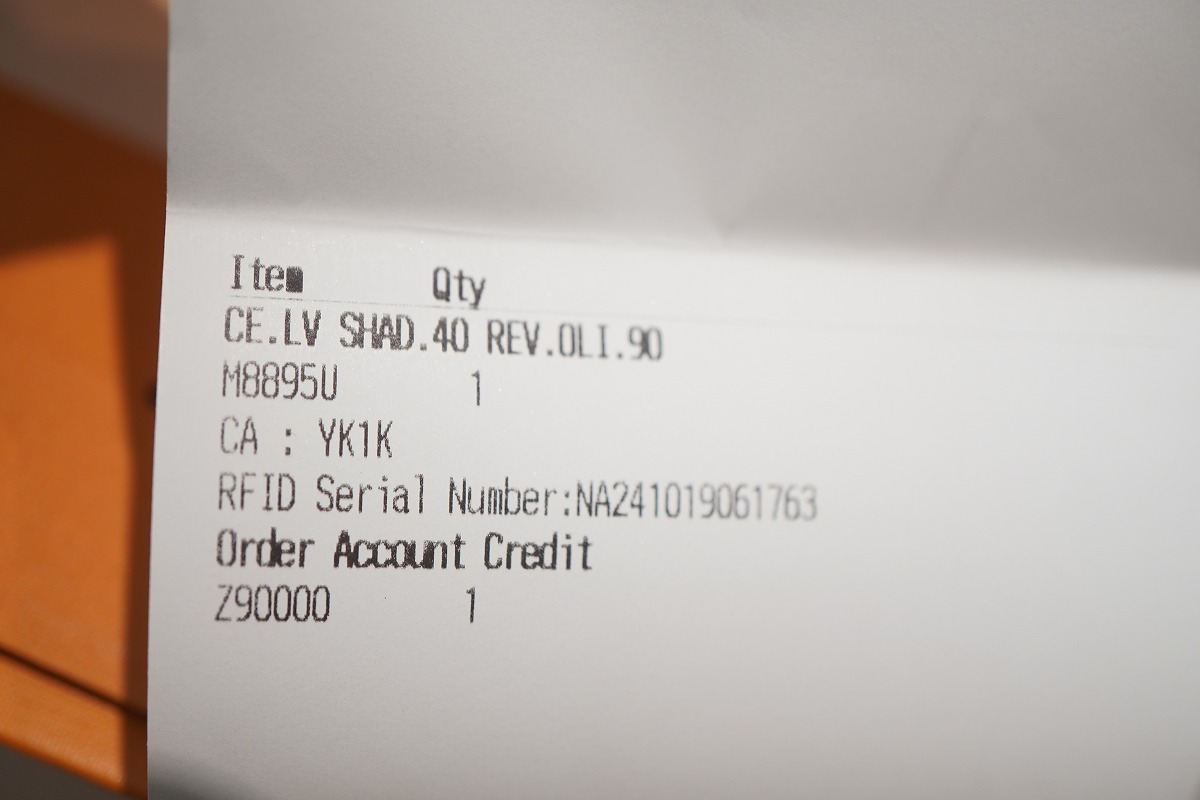 Item Qty
CE.LV SHAD.40 REV.OLI.90
M8895U 1
CA : YK1K
RFID Serial Number:NA241019061763
Order Account Credit
Z90000 1